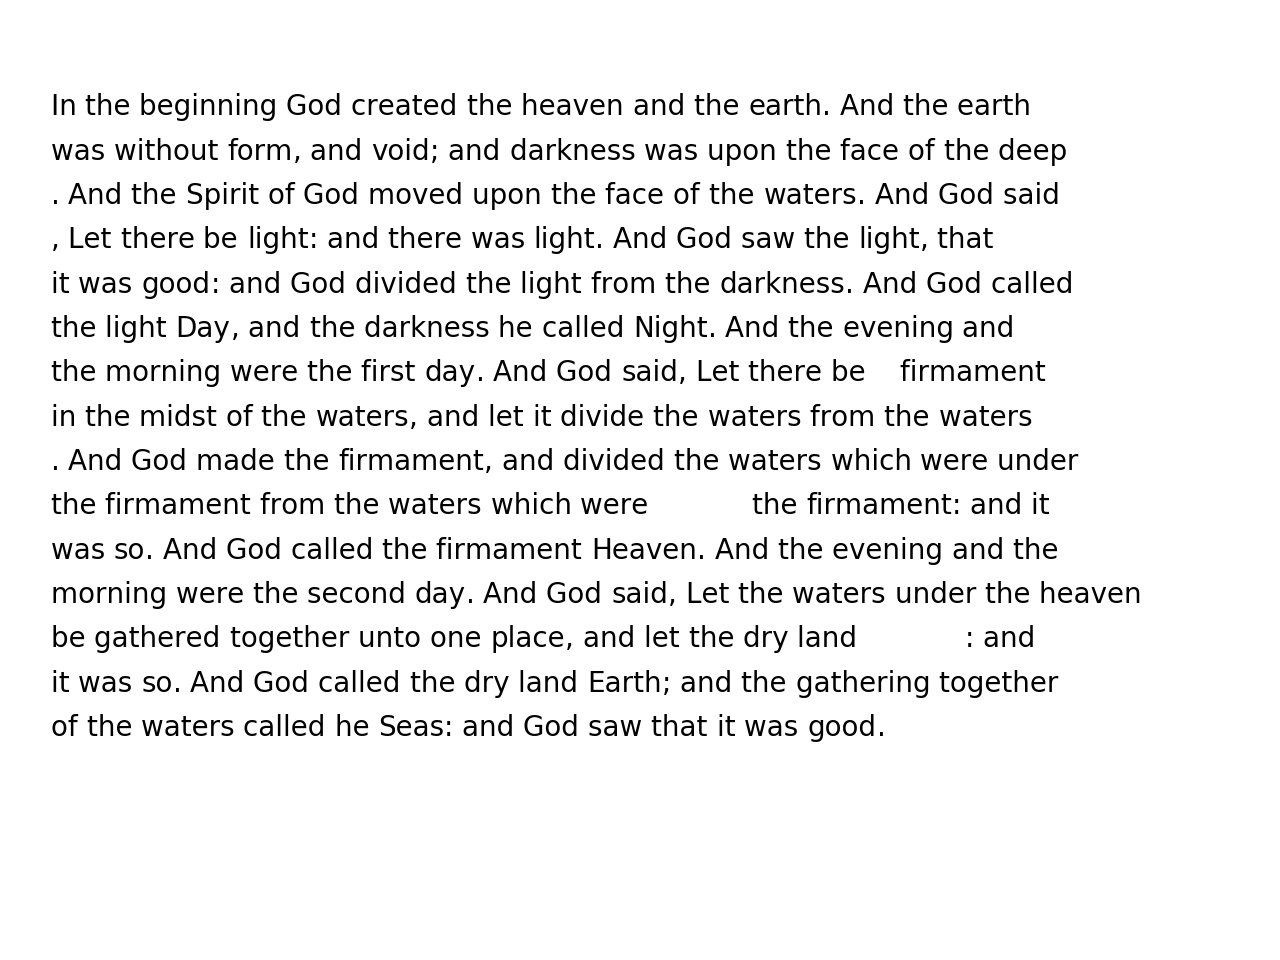 In the beginning God created the heaven and the earth. And the earth
was without form, and void; and darkness was upon the face of the deep
. And the Spirit of God moved upon the face of the waters. And God said
, Let there be light: and there was light. And God saw the light, that
it was good: and God divided the light from the darkness. And God called
the light Day, and the darkness he called Night. And the evening and
the morning were the first day. And God said, Let there be firmament
in the midst of the waters, and let it divide the waters from the waters
. And God made the firmament, and divided the waters which were under
the firmament from the waters which were the firmament: and it
was so. And God called the firmament Heaven. And the evening and the
morning were the second day. And God said, Let the waters under the heaven
be gathered together unto one place, and let the dry land : and
it was so. And God called the dry land Earth; and the gathering together
of the waters called he Seas: and God saw that it was good.